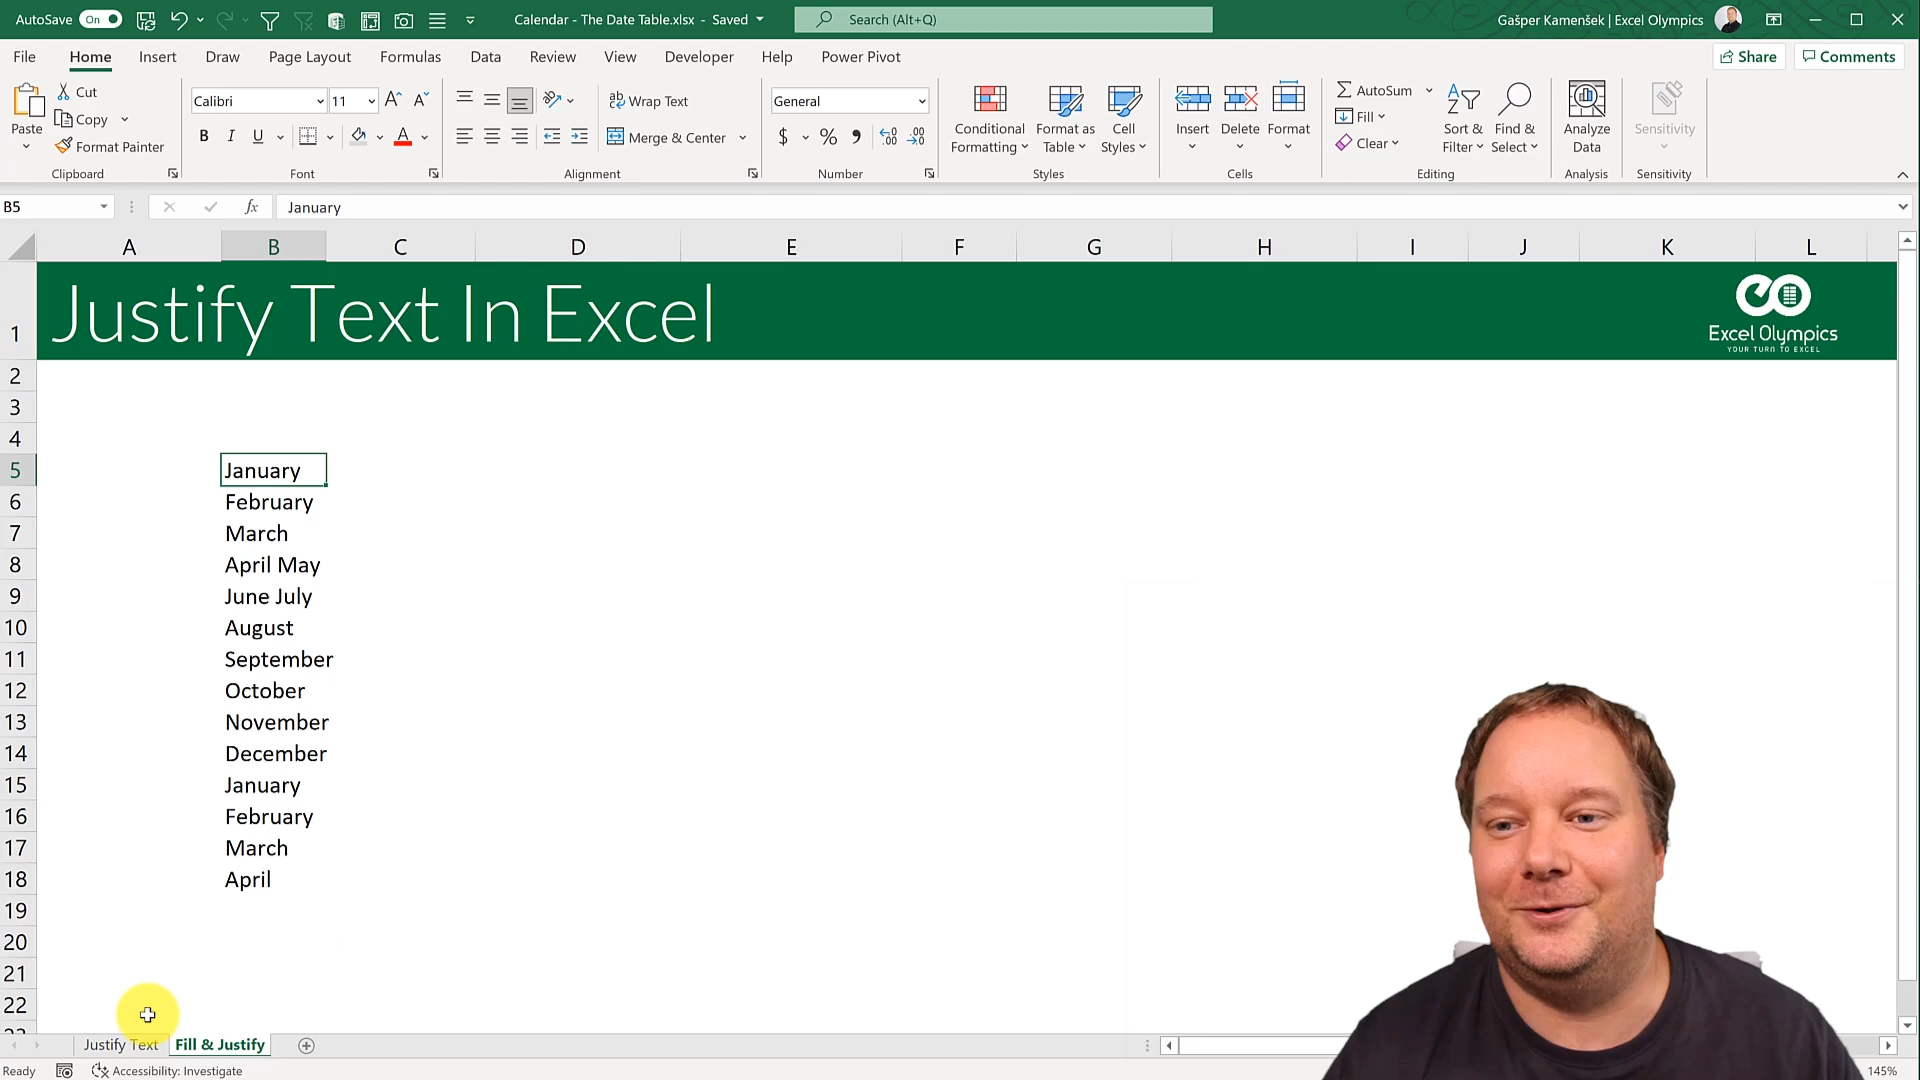 AutoSave On Calendar - The Date Table.xlsx - Saved Search (Alt+Q) Gašper Kamenšek | Excel Olympics
File Home Insert Draw Page Layout Formulas Data Review View Developer Help Power Pivot Share Comments
Paste
Cut
Copy
Format Painter
Clipboard
Calibri 11
B I U A
Font
Wrap Text
Merge & Center
Alignment
General
$ % 9
Number
Conditional Formatting
Format as Table
Cell Styles
Styles
Insert Delete Format
Cells
AutoSum
Fill
Clear
Sort & Filter
Find & Select
Editing
Analyze Data
Analysis
Sensitivity
Sensitivity
B5 fx January
A B C D E F G H I J K L
1 Justify Text In Excel
Excel Olympics
YOUR TURN TO EXCEL
2
3
4
5 January
6 February
7 March
8 April May
9 June July
10 August
11 September
12 October
13 November
14 December
15 January
16 February
17 March
18 April
19
20
21
22
Justify Text Fill & Justify
Ready Accessibility: Investigate 145%